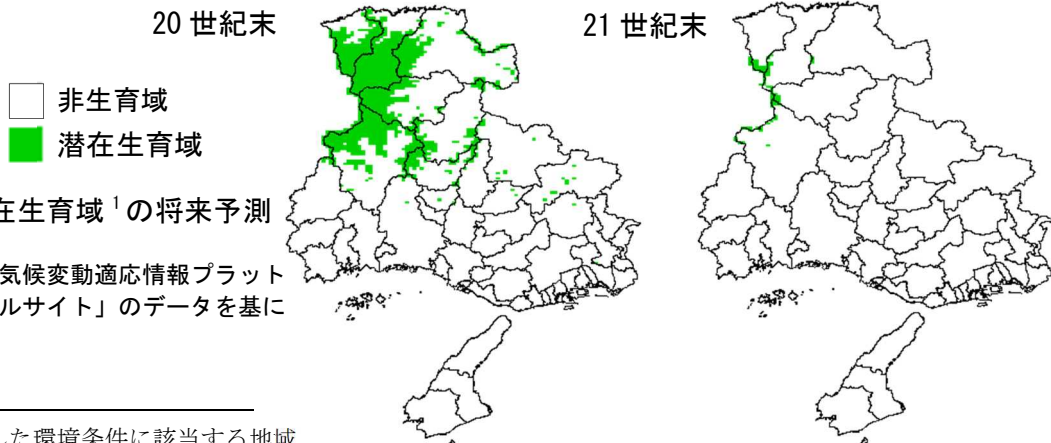 20 世紀末
21 世紀末
非生育域
潜在生育域
在生育域¹の将来予測
気候変動適応情報プラット
ルサイト」のデータを基に
た環境条件に該当する地域